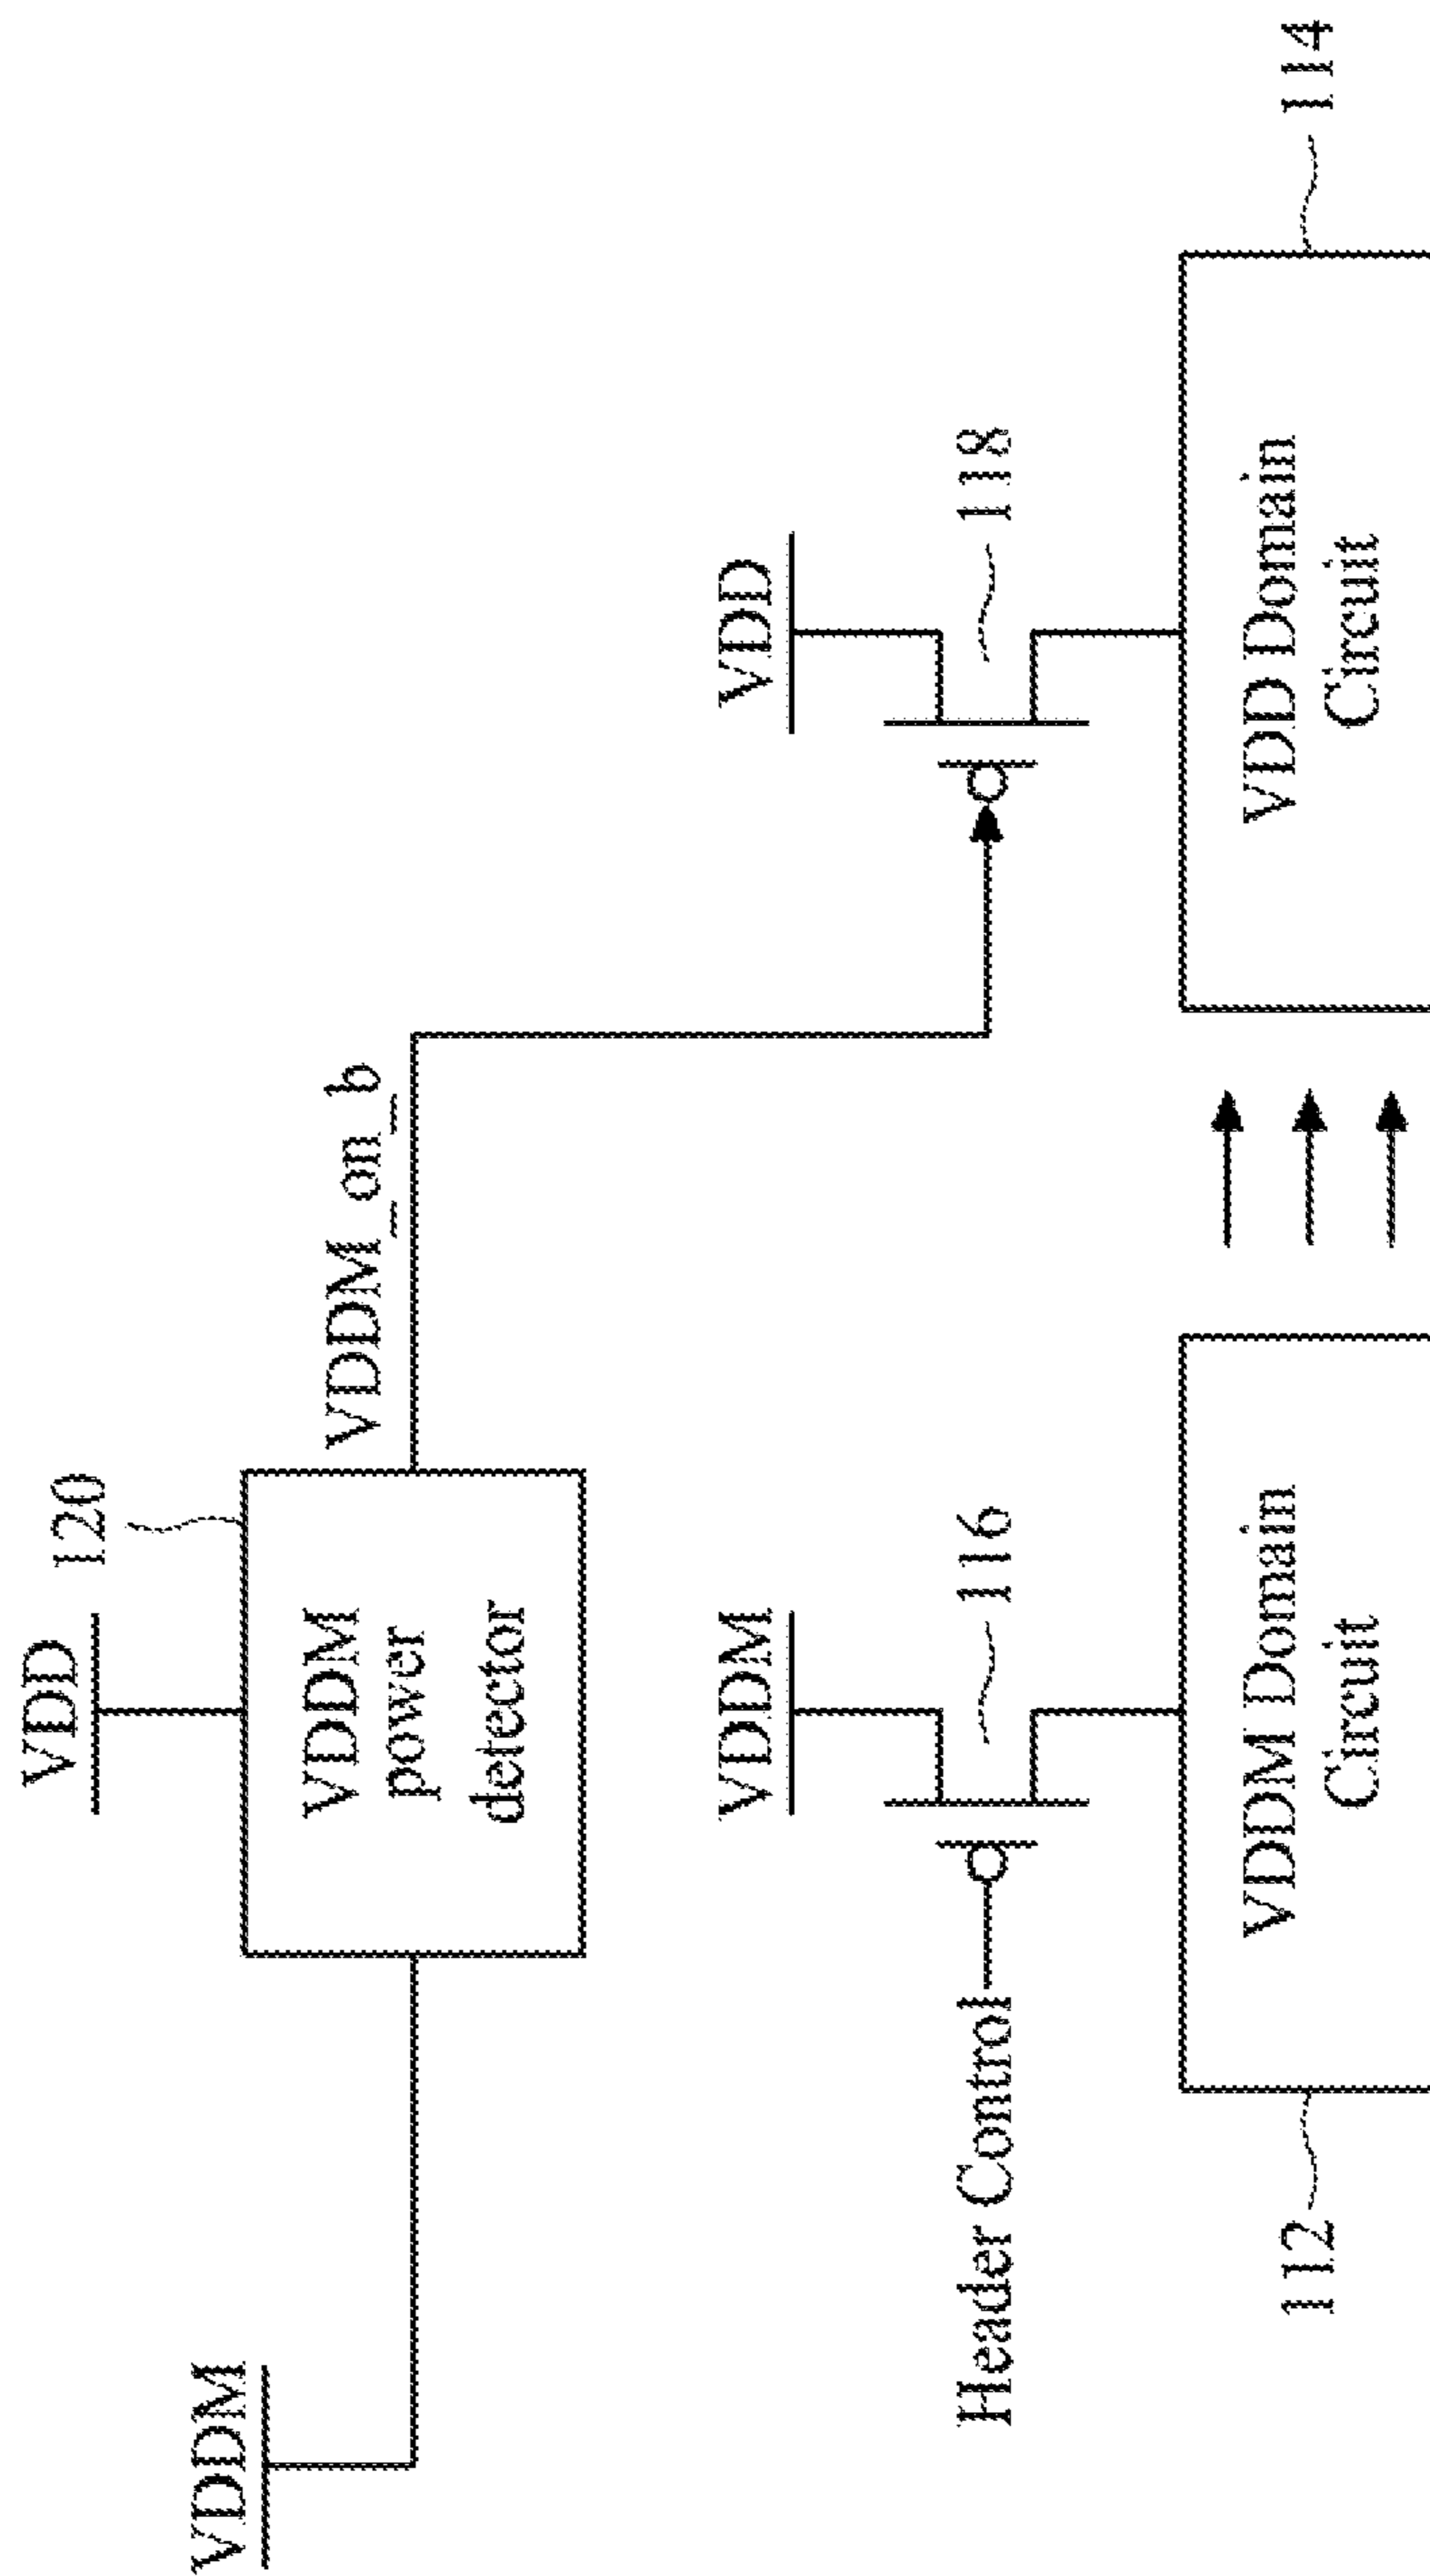 VDD
120
VDDM
VDDM
power
detector
VDDM_on_b
VDDM
116
Header Control
VDD
118
112
VDDM Domain
Circuit
VDD Domain
Circuit
114